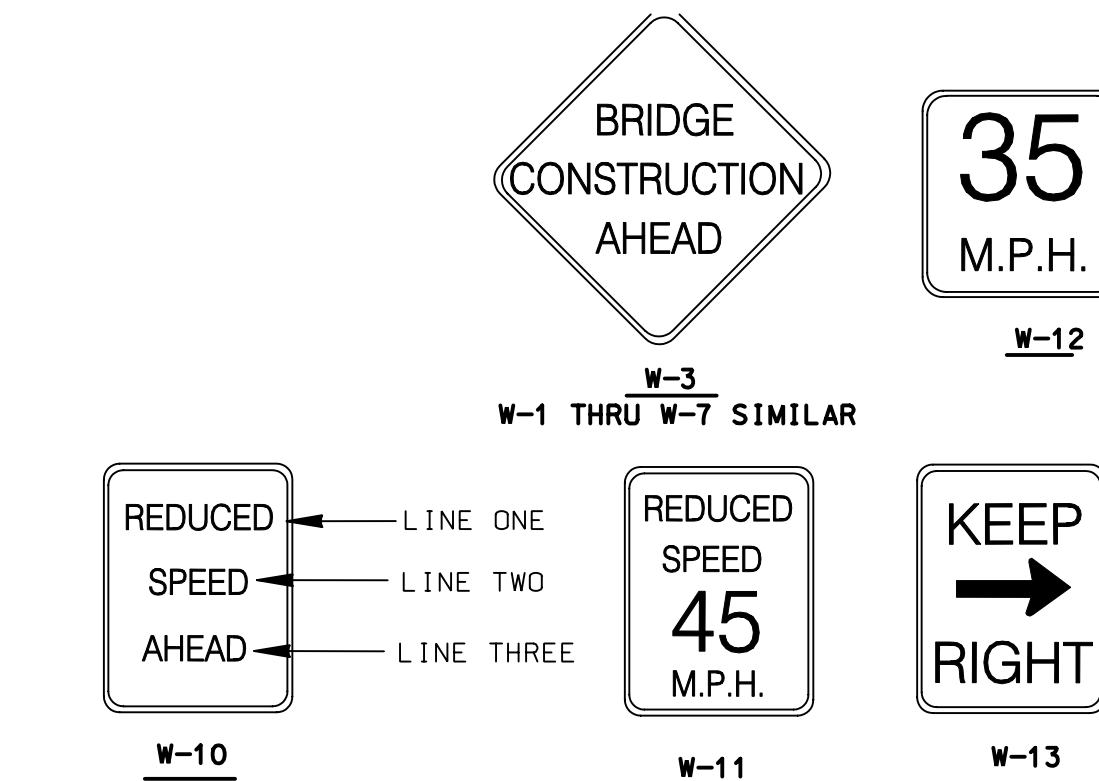 BRIDGE
CONSTRUCTION
AHEAD
W-3
W-1 THRU W-7 SIMILAR
35
M.P.H.
W-12
REDUCED
SPEED
AHEAD
LINE ONE
LINE TWO
LINE THREE
W-10
REDUCED
SPEED
45
M.P.H.
W-11
KEEP
RIGHT
W-13